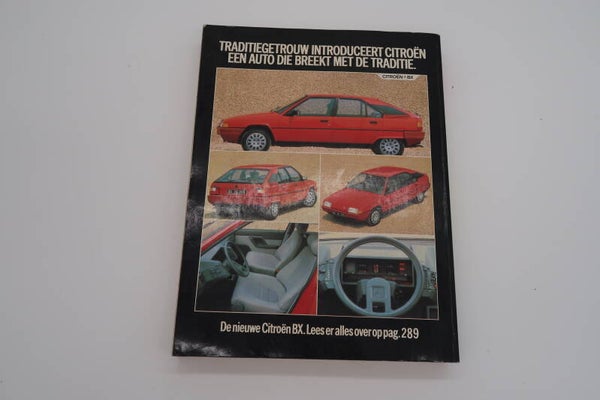 TRADITIEGETROUW INTRODUCEERT CITROËN
EEN AUTO DIE BREEKT MET DE TRADITIE.
CITROËN BX
De nieuwe Citroën BX. Lees er alles over op pag. 289